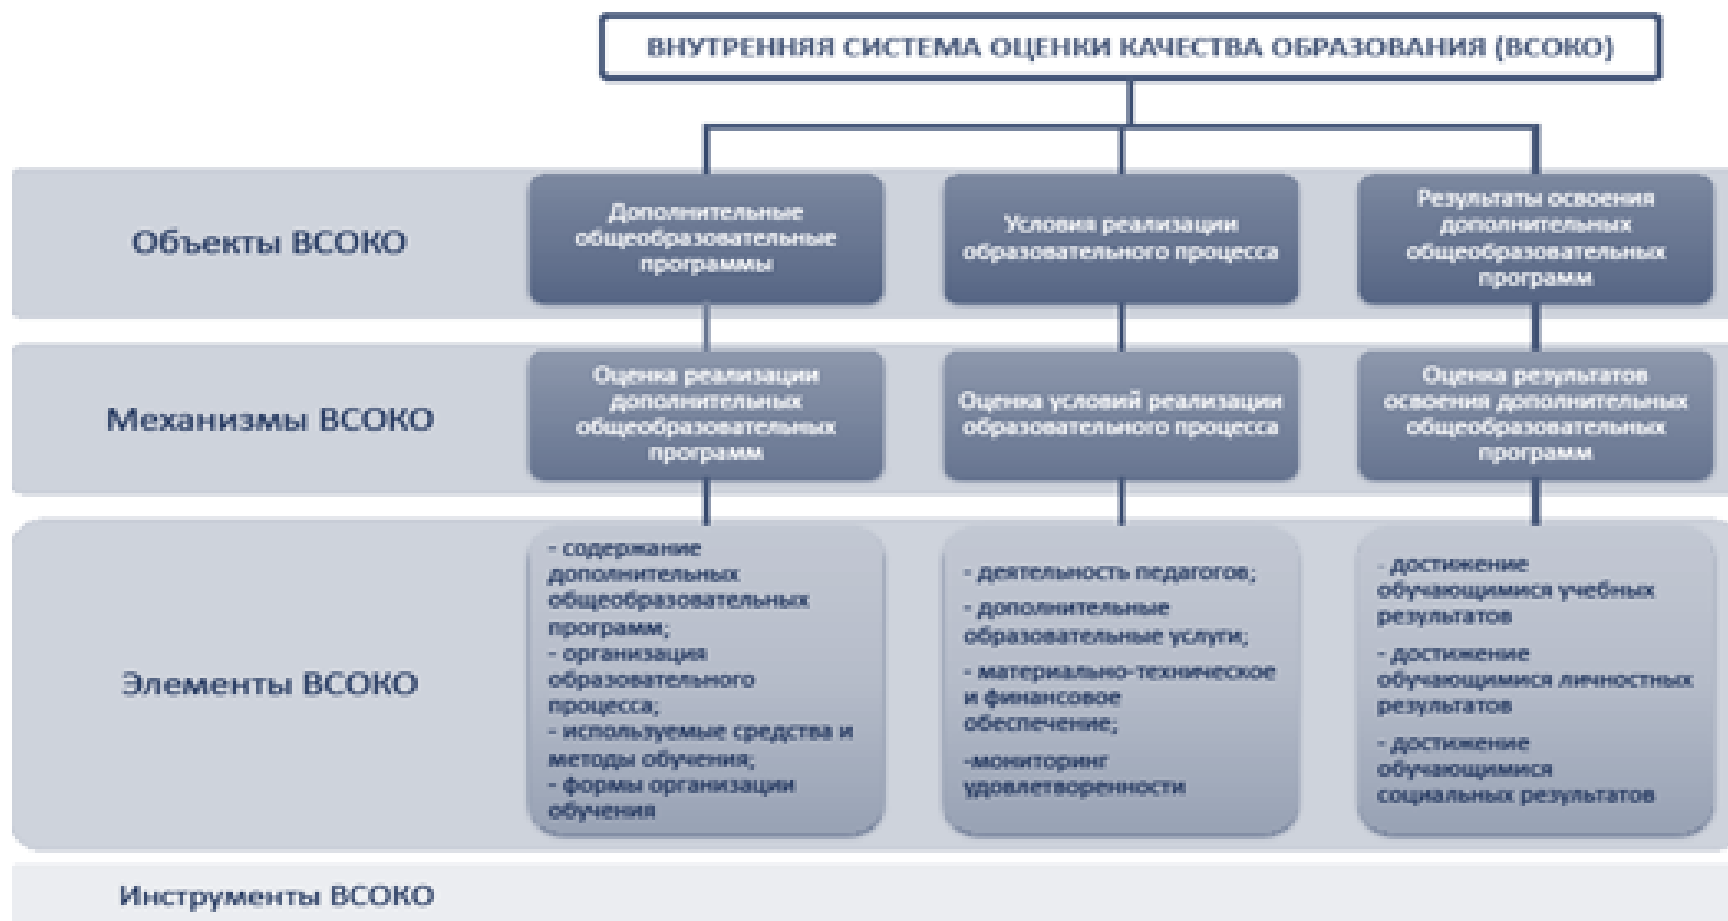 ВНУТРЕННЯЯ СИСТЕМА ОЦЕНКИ КАЧЕСТВА ОБРАЗОВАНИЯ (ВСОКО)
Объекты ВСОКО
Дополнительные
общеобразовательные
программы
Условия реализации
образовательного процесса
Результаты освоения
дополнительных
общеобразовательных
программ
Механизмы ВСОКО
Оценка реализации
дополнительных
общеобразовательных
программ
Оценка условий реализации
образовательного процесса
Оценка результатов
освоения дополнительных
общеобразовательных
программ
Элементы ВСОКО
- содержание
дополнительных
общеобразовательных
программ;
- организация
образовательного
процесса;
- используемые средства и
методы обучения;
- формы организации
обучения
- деятельность педагогов;
- дополнительные
образовательные услуги;
- материально-техническое
и финансовое
обеспечение;
-мониторинг
удовлетворенности
- достижение
обучающимися учебных
результатов
- достижение
обучающимися личностных
результатов
- достижение
обучающимися
социальных результатов
Инструменты ВСОКО